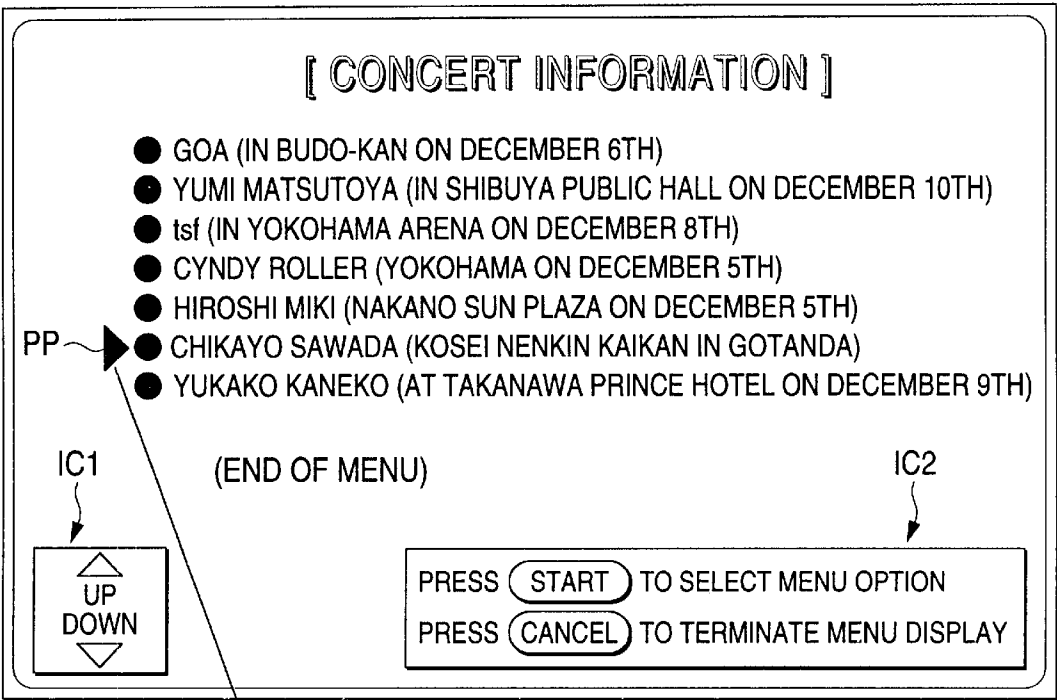 [ CONCERT INFORMATION ]
● GOA (IN BUDO-KAN ON DECEMBER 6TH)
● YUMI MATSUTOYA (IN SHIBUYA PUBLIC HALL ON DECEMBER 10TH)
● tsf (IN YOKOHAMA ARENA ON DECEMBER 8TH)
● CYNDY ROLLER (YOKOHAMA ON DECEMBER 5TH)
● HIROSHI MIKI (NAKANO SUN PLAZA ON DECEMBER 5TH)
PP ● CHIKAYO SAWADA (KOSEI NENKIN KAIKAN IN GOTANDA)
● YUKAKO KANEKO (AT TAKANAWA PRINCE HOTEL ON DECEMBER 9TH)
(END OF MENU)
IC1
UP
DOWN
IC2
PRESS START TO SELECT MENU OPTION
PRESS CANCEL TO TERMINATE MENU DISPLAY